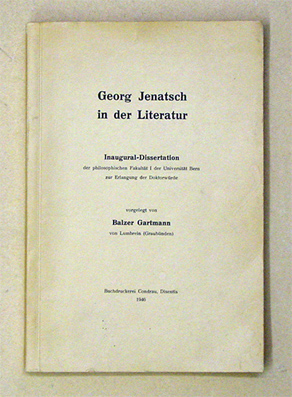 Georg Jenatsch
in der Literatur
Inaugural-Dissertation
der philosophischen Fakultät I der Universität Bern
zur Erlangung der Doktorwürde
vorgelegt von
Balzer Gartmann
von Lumbrein (Graubünden)
Buchdruckerei Condrau, Disentis
1946